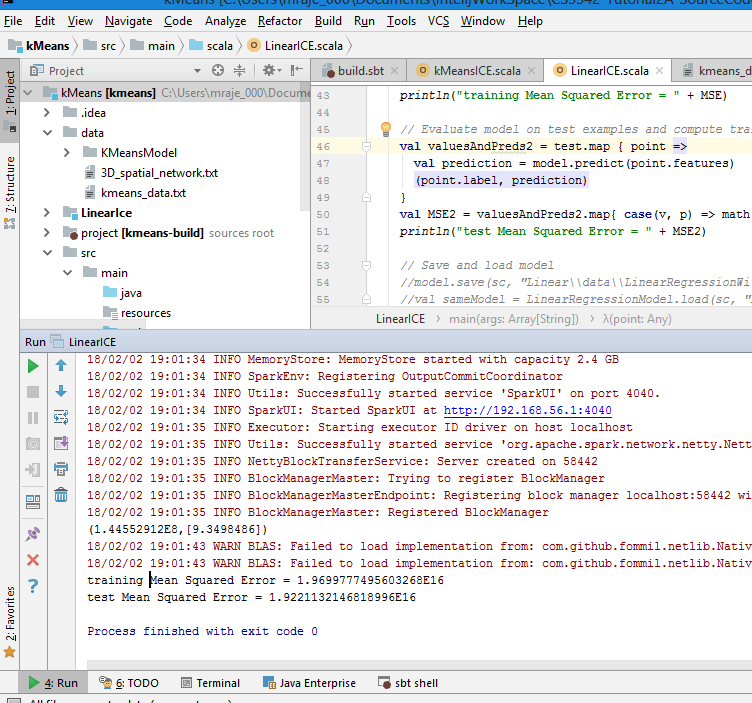 kMeans [C:\Users\mraje_000\Documents\IntelijWorkSpace\CS5542-Tutorial2A-SourceCod
File Edit View Navigate Code Analyze Refactor Build Run Tools VCS Window Help
kMeans src main scala LinearICE.scala
Project build.sbt kMeansICE.scala LinearICE.scala kmeans_d
1: Project
7: Structure
2: Favorites
kMeans [kmeans] C:\Users\mraje_000\Docume
.idea
data
KMeansModel
3D_spatial_network.txt
kmeans_data.txt
LinearIce
project [kmeans-build] sources root
src
main
java
resources
43 println("training Mean Squared Error = " + MSE)
44
45 // Evaluate model on test examples and compute trai
46 val valuesAndPreds2 = test.map { point =>
47 val prediction = model.predict(point.features)
48 (point.label, prediction)
49 }
50 val MSE2 = valuesAndPreds2.map{ case(v, p) => math
51 println("test Mean Squared Error = " + MSE2)
52
53 // Save and load model
54 //model.save(sc, "Linear\\data\\LinearRegressionWi
55 //val sameModel = LinearRegressionModel.load(sc, "
LinearICE main(args: Array[String]) λ(point: Any)
Run LinearICE
18/02/02 19:01:34 INFO MemoryStore: MemoryStore started with capacity 2.4 GB
18/02/02 19:01:34 INFO SparkEnv: Registering OutputCommitCoordinator
18/02/02 19:01:34 INFO Utils: Successfully started service 'SparkUI' on port 4040.
18/02/02 19:01:34 INFO SparkUI: Started SparkUI at http://192.168.56.1:4040
18/02/02 19:01:35 INFO Executor: Starting executor ID driver on host localhost
18/02/02 19:01:35 INFO Utils: Successfully started service 'org.apache.spark.network.netty.Nett
18/02/02 19:01:35 INFO NettyBlockTransferService: Server created on 58442
18/02/02 19:01:35 INFO BlockManagerMaster: Trying to register BlockManager
18/02/02 19:01:35 INFO BlockManagerMasterEndpoint: Registering block manager localhost:58442 wi
18/02/02 19:01:35 INFO BlockManagerMaster: Registered BlockManager
(1.44552912E8,[9.3498486])
18/02/02 19:01:43 WARN BLAS: Failed to load implementation from: com.github.fommil.netlib.Nativ
18/02/02 19:01:43 WARN BLAS: Failed to load implementation from: com.github.fommil.netlib.Nativ
training Mean Squared Error = 1.9699777495603268E16
test Mean Squared Error = 1.9221132146818996E16
Process finished with exit code 0
4: Run 6: TODO Terminal Java Enterprise sbt shell